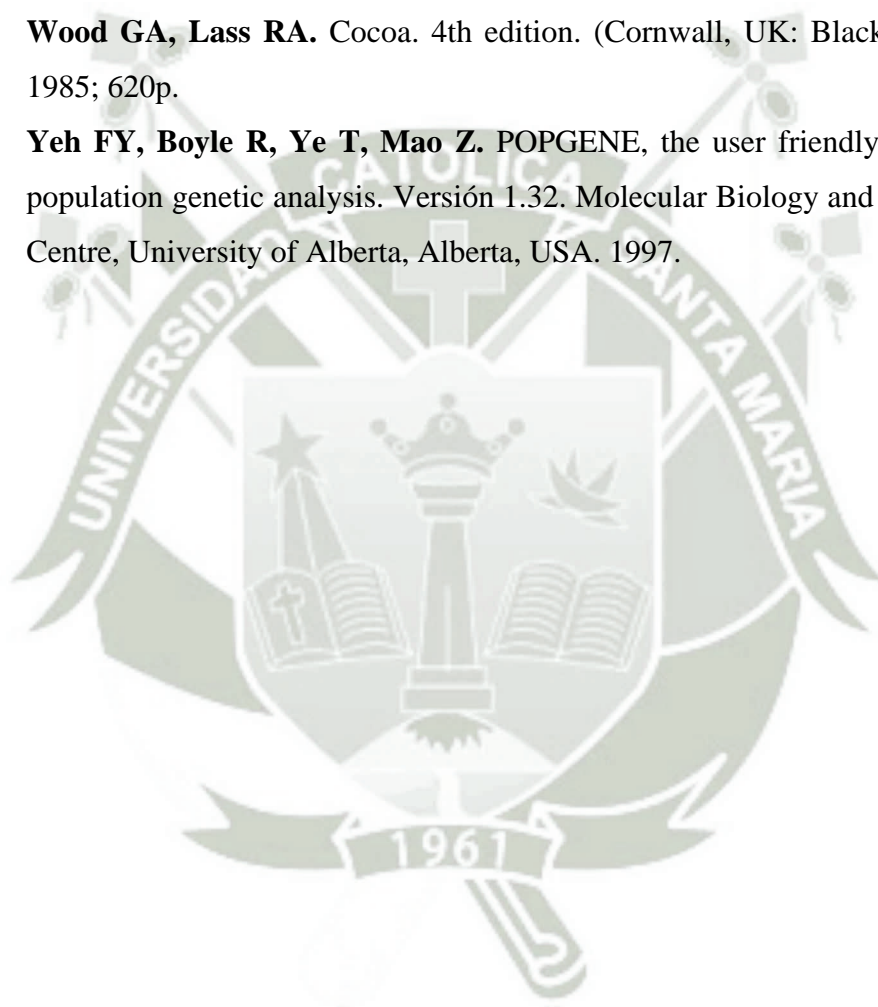 Wood GA, Lass RA. Cocoa. 4th edition. (Cornwall, UK: Black
1985; 620p.
Yeh FY, Boyle R, Ye T, Mao Z. POPGENE, the user friendly
population genetic analysis. Versión 1.32. Molecular Biology and
Centre, University of Alberta, Alberta, USA. 1997.
UNIVERSIDAD CATOLICA SANTA MARIA
1961